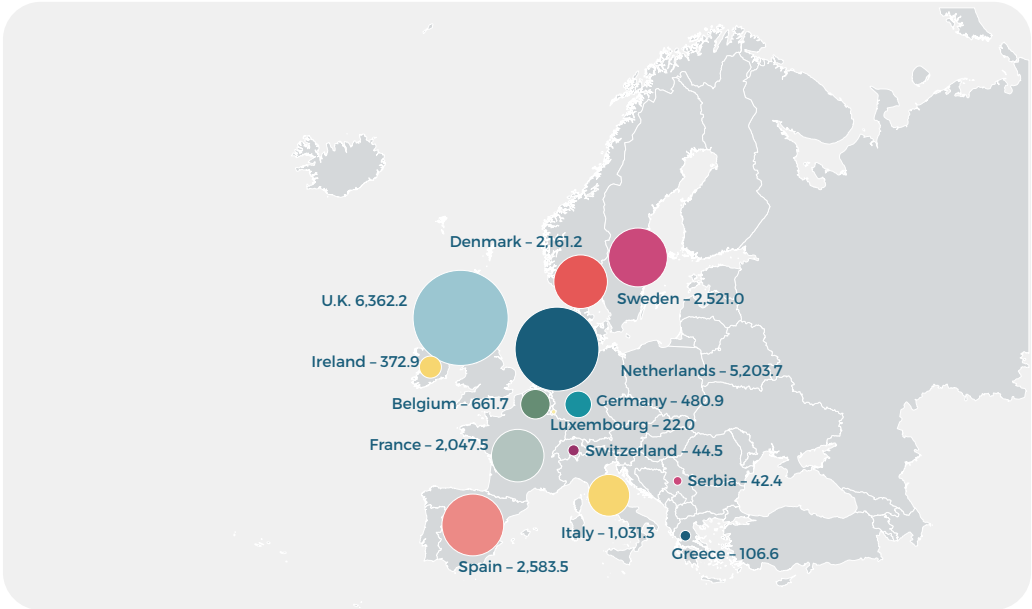 Denmark – 2,161.2
U.K. 6,362.2
Sweden – 2,521.0
Ireland – 372.9
Netherlands – 5,203.7
Belgium – 661.7
Germany – 480.9
Luxembourg – 22.0
France – 2,047.5
Switzerland – 44.5
Serbia – 42.4
Italy – 1,031.3
Greece – 106.6
Spain – 2,583.5